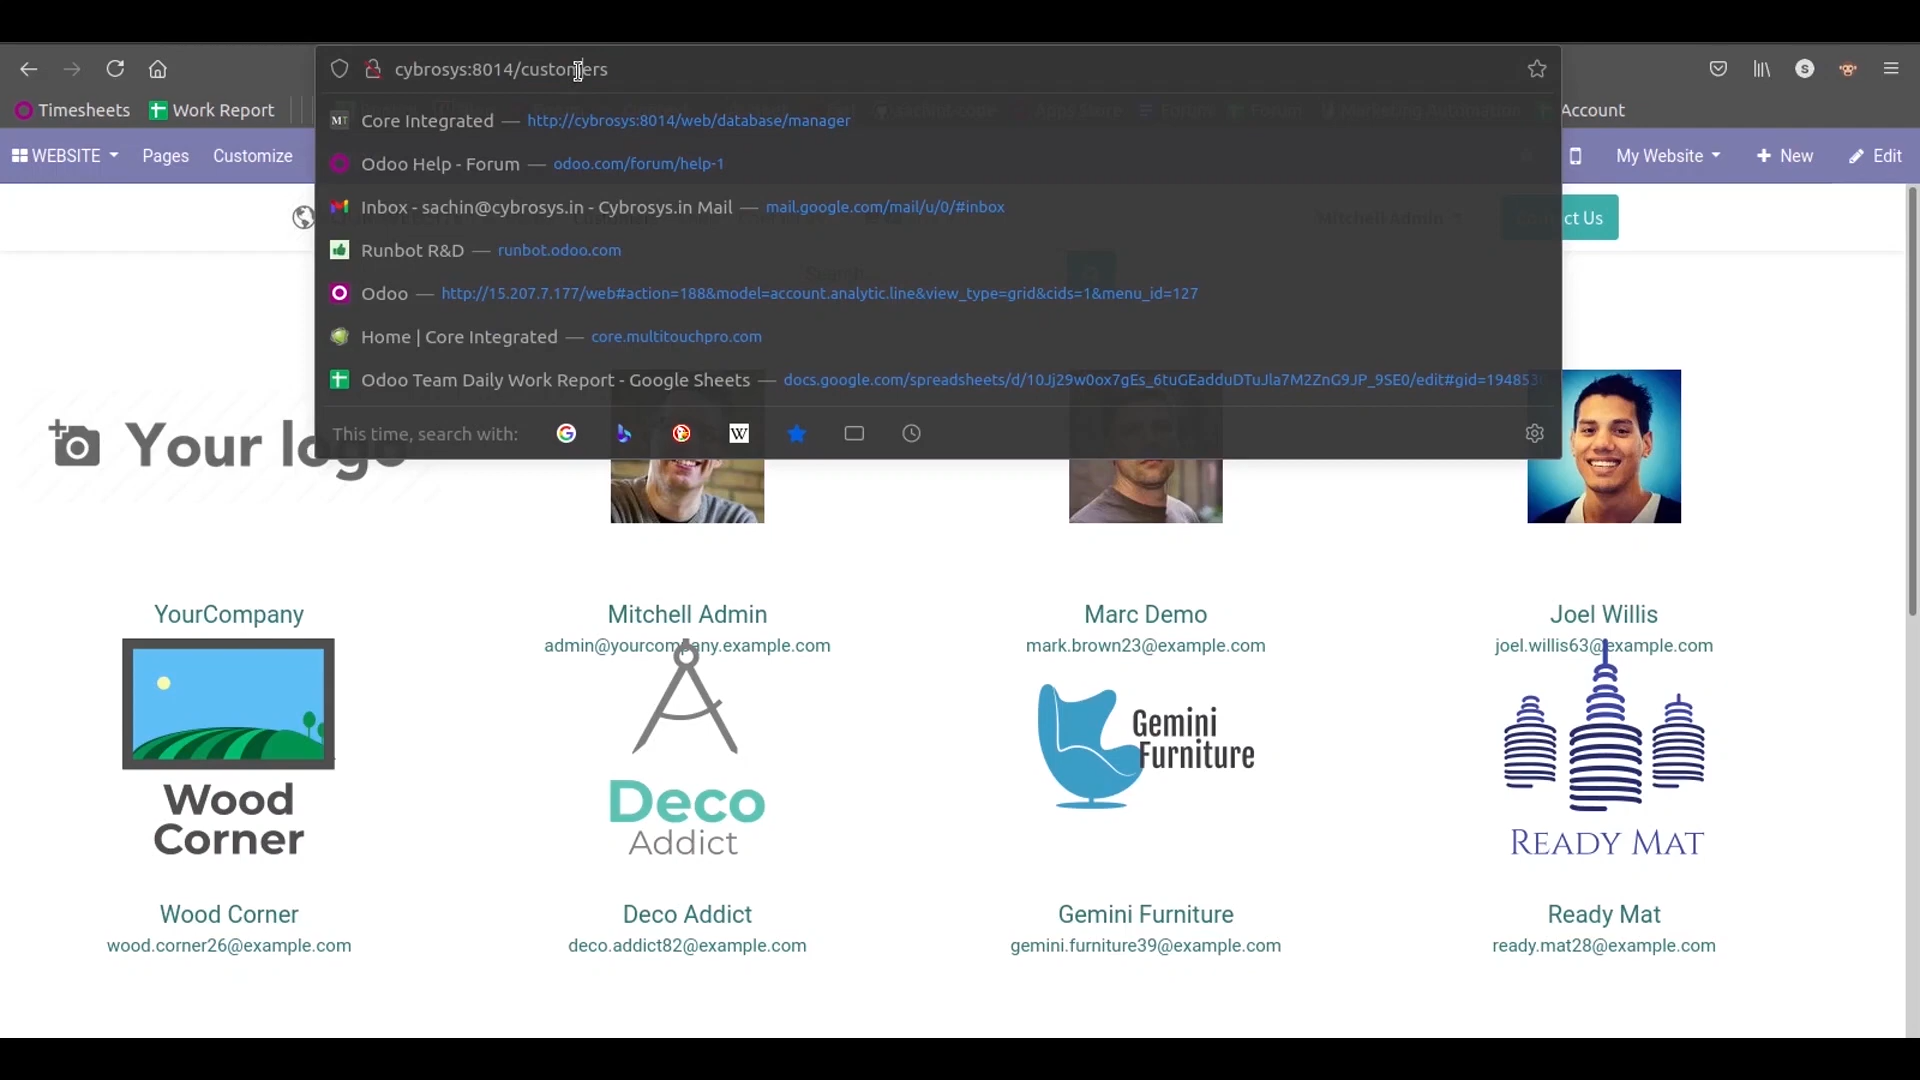 cybrosys:8014/customers
Timesheets
Work Report
Account
Core Integrated — http://cybrosys:8014/web/database/manager
WEBSITE
Pages
Customize
My Website
New
Edit
Odoo Help - Forum — odoo.com/forum/help-1
Inbox - sachin@cybrosys.in - Cybrosys.in Mail — mail.google.com/mail/u/0/#inbox
Mitchell Admin
ct Us
Runbot R&D — runbot.odoo.com
Search...
Odoo — http://15.207.7.177/web#action=188&model=account.analytic.line&view_type=grid&cids=1&menu_id=127
Home | Core Integrated — core.multitouchpro.com
Odoo Team Daily Work Report - Google Sheets — docs.google.com/spreadsheets/d/10Jj29w0ox7gEs_6tuGEadduDTuJla7M2ZnG9JP_9SE0/edit#gid=194853
This time, search with:
Your logo
YourCompany
Mitchell Admin
Marc Demo
Joel Willis
admin@yourcompany.example.com
mark.brown23@example.com
joel.willis63@example.com
Wood
Corner
Deco
Addict
Gemini
Furniture
READY MAT
Wood Corner
Deco Addict
Gemini Furniture
Ready Mat
wood.corner26@example.com
deco.addict82@example.com
gemini.furniture39@example.com
ready.mat28@example.com